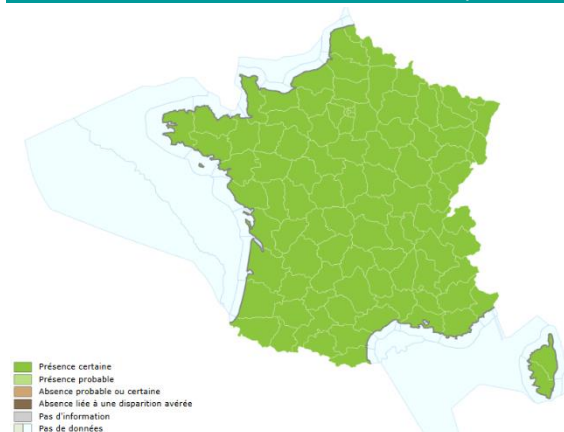 Présence certaine
Présence probable
Absence probable ou certaine
Absence liée à une disparition avérée
Pas d'information
Pas de données